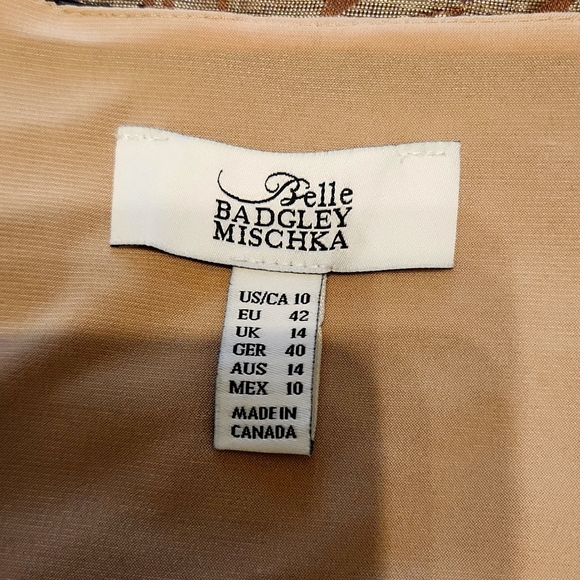 Belle
BADGLEY
MISCHKA
US/CA 10
EU 42
UK 14
GER 40
AUS 14
MEX 10
MADE IN
CANADA